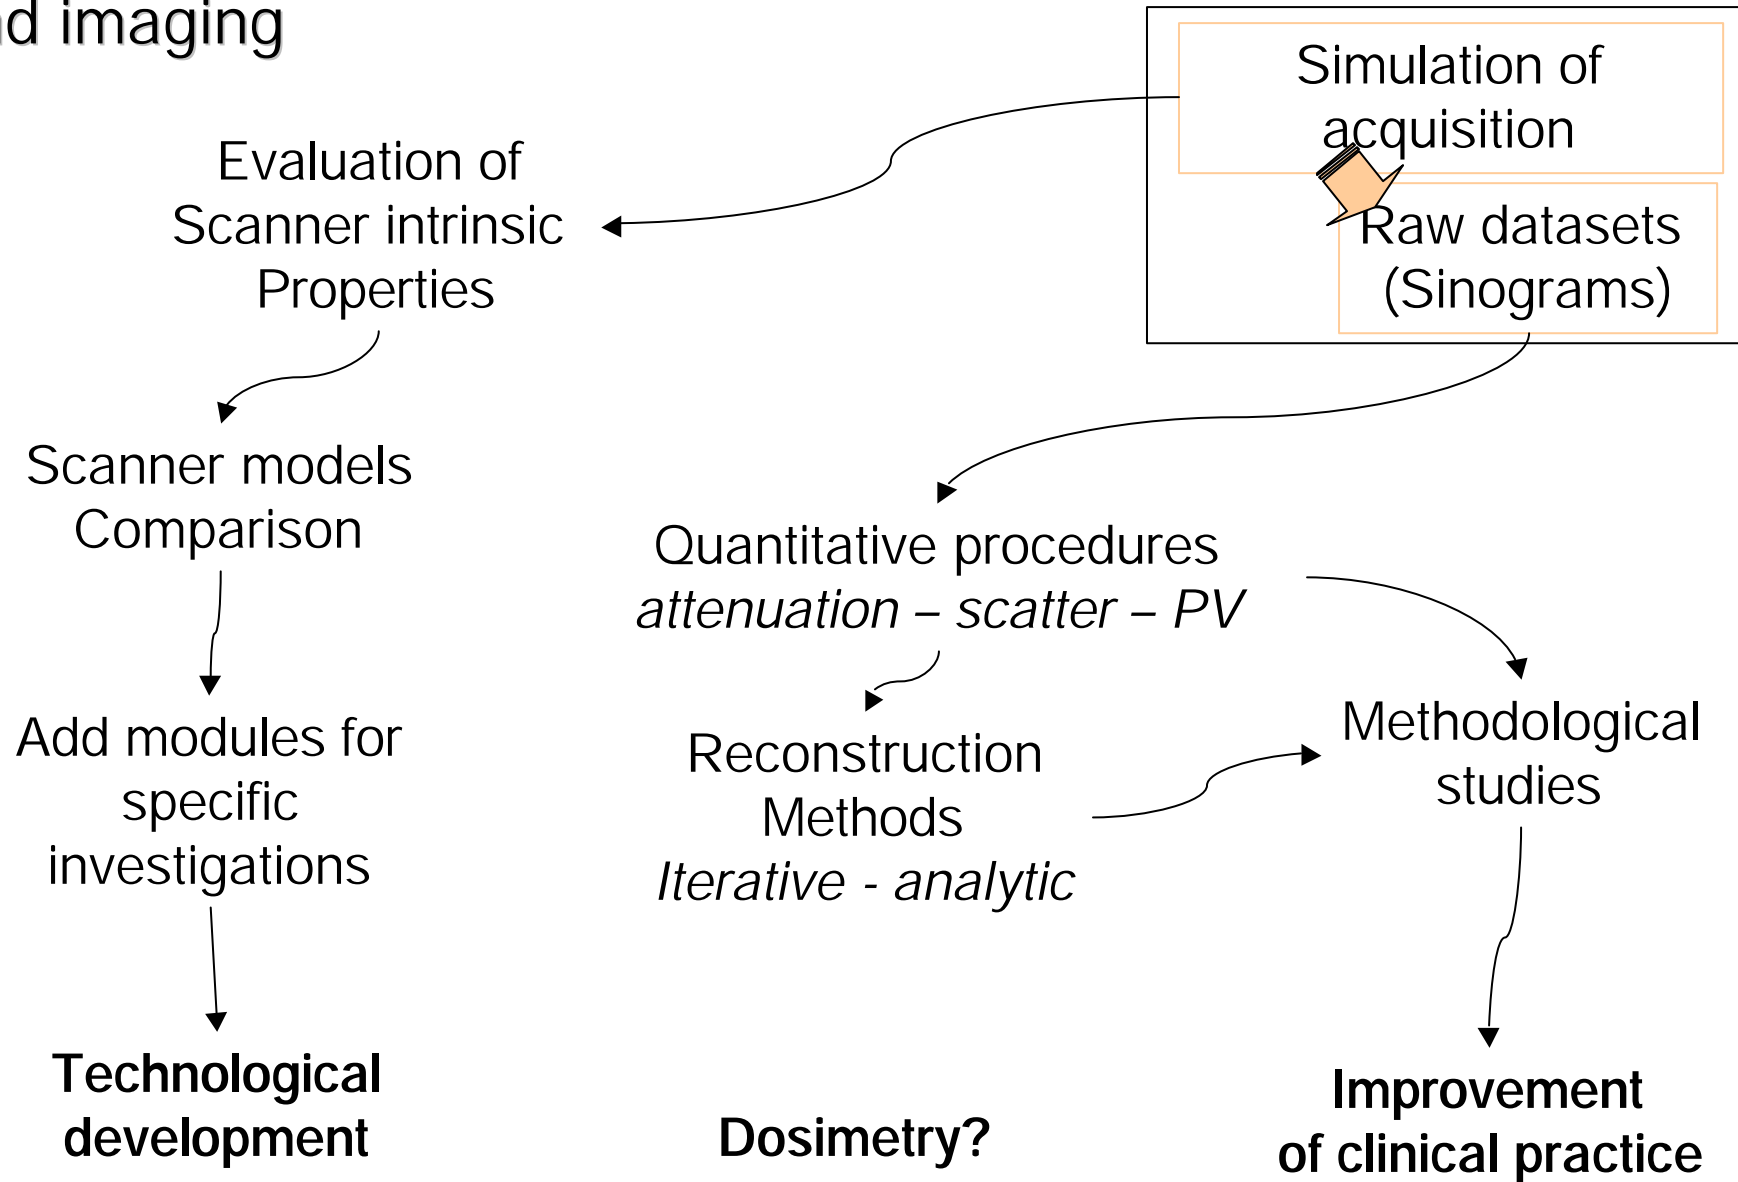 nd imaging
Simulation of
acquisition
Raw datasets
(Sinograms)
Evaluation of
Scanner intrinsic
Properties
Scanner models
Comparison
Add modules for
specific
investigations
Technological
development
Quantitative procedures
attenuation – scatter – PV
Reconstruction
Methods
Iterative - analytic
Dosimetry?
Methodological
studies
Improvement
of clinical practice